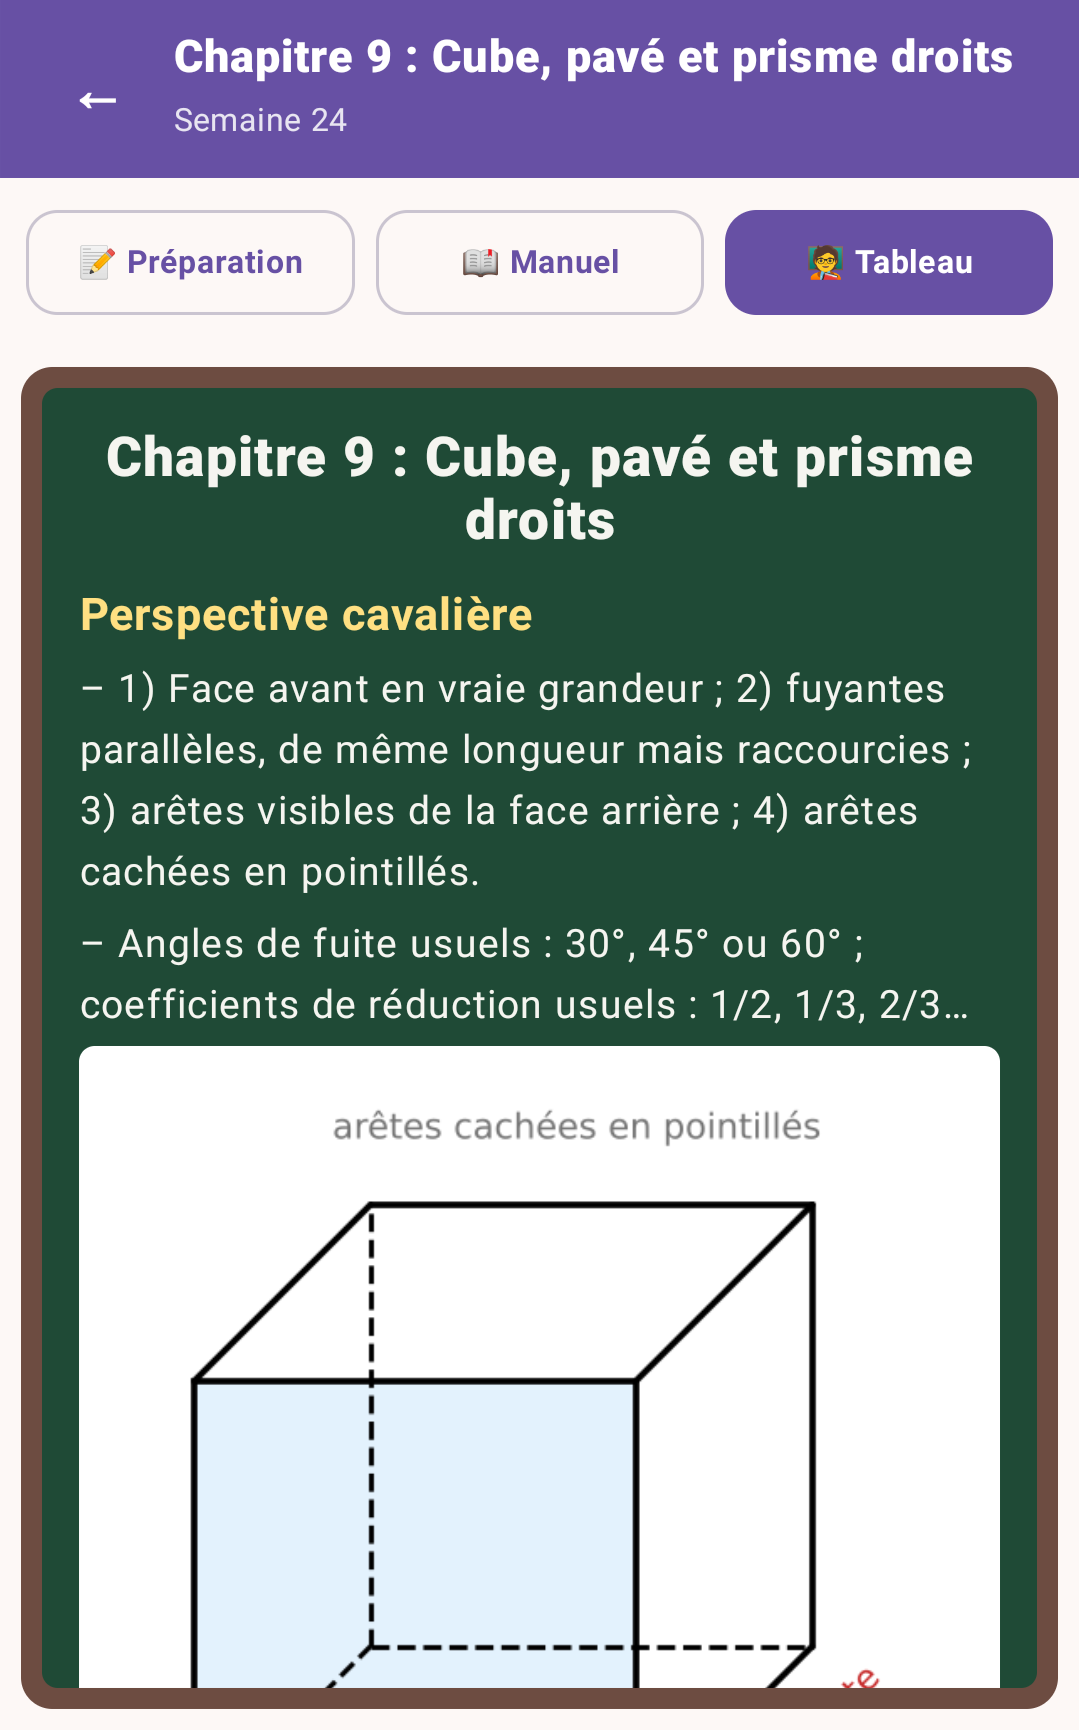 Chapitre 9 : Cube, pavé et prisme droits
←
Semaine 24
📝 Préparation
📖 Manuel
🧑‍🏫 Tableau
Chapitre 9 : Cube, pavé et prisme
droits
Perspective cavalière
– 1) Face avant en vraie grandeur ; 2) fuyantes
parallèles, de même longueur mais raccourcies ;
3) arêtes visibles de la face arrière ; 4) arêtes
cachées en pointillés.
– Angles de fuite usuels : 30°, 45° ou 60° ;
coefficients de réduction usuels : 1/2, 1/3, 2/3…
arêtes cachées en pointillés